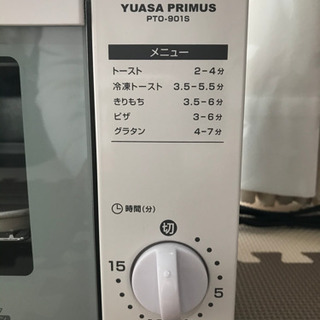 YUASA PRIMUS
PTO-901S
メニュー
トースト 2-4分
冷凍トースト 3.5-5.5分
きりもち 3.5-6分
ピザ 3-6分
グラタン 4-7分
時間(分)
切
15 5